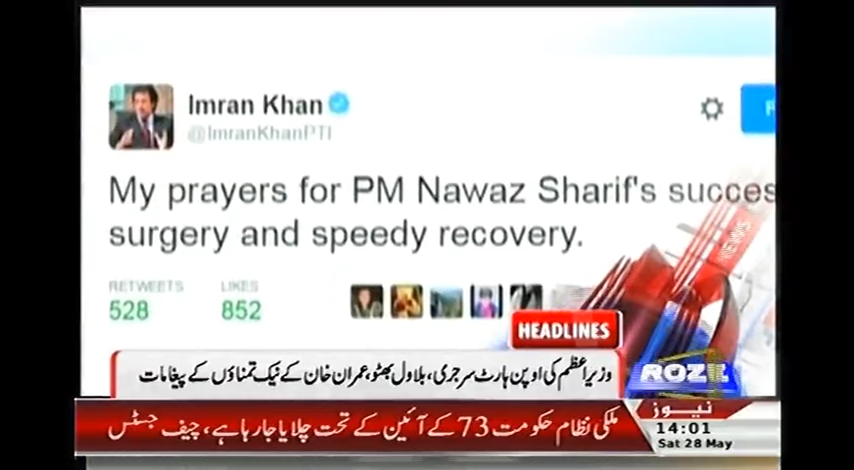 Imran Khan
@ImranKhanPTI
My prayers for PM Nawaz Sharif's succes
surgery and speedy recovery.
RETWEETS
LIKES
528
852
NEWS
HEADLINES
وزیراعظم کی اوپن ہارٹ سرجری، بلاول بھٹو، عمران خان کے نیک تمناؤں کے پیغامات
ROZE
نیوز
ملکی نظام حکومت 73 کے آئین کے تحت چلایا جا رہا ہے، چیف جسٹس
14:01
Sat 28 May